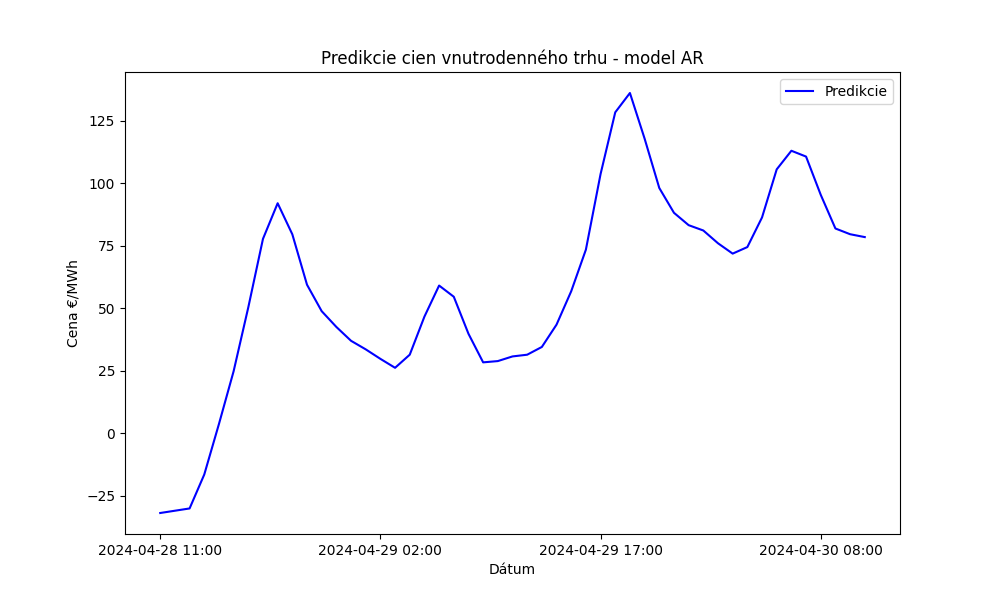 Predikcie cien vnutrodenného trhu - model AR
Predikcie
Cena €/MWh
125
100
75
50
25
0
−25
2024-04-28 11:00
2024-04-29 02:00
2024-04-29 17:00
2024-04-30 08:00
Dátum